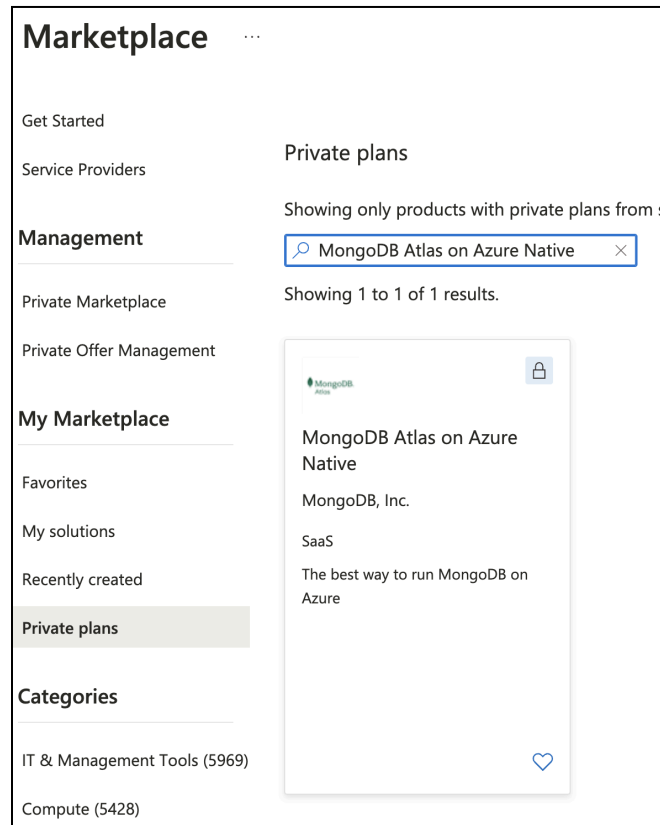 Marketplace ...
Get Started
Service Providers
Management
Private Marketplace
Private Offer Management
My Marketplace
Favorites
My solutions
Recently created
Private plans
Categories
IT & Management Tools (5969)
Compute (5428)
Private plans
Showing only products with private plans from
MongoDB Atlas on Azure Native
Showing 1 to 1 of 1 results.
MongoDB.
Atlas
MongoDB Atlas on Azure
Native
MongoDB, Inc.
SaaS
The best way to run MongoDB on
Azure